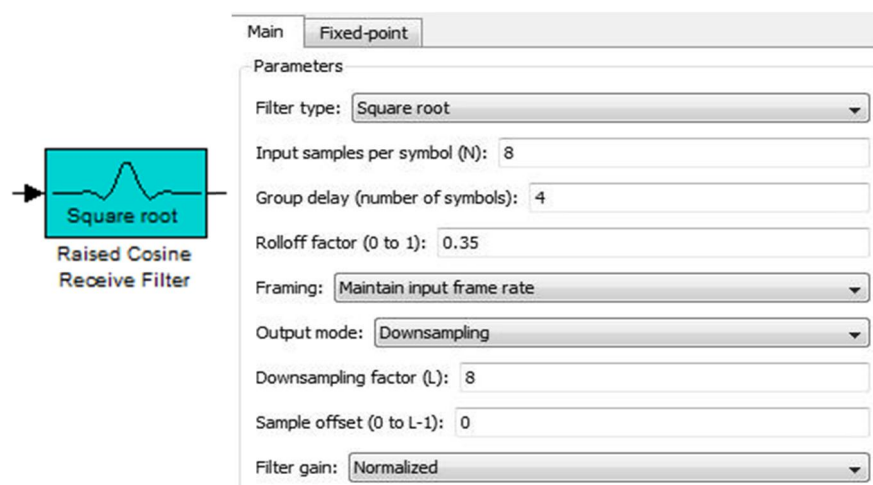 Main
Fixed-point
Parameters
Filter type: Square root
Input samples per symbol (N): 8
Group delay (number of symbols): 4
Rolloff factor (0 to 1): 0.35
Framing: Maintain input frame rate
Output mode: Downsampling
Downsampling factor (L): 8
Sample offset (0 to L-1): 0
Filter gain: Normalized
Square root
Raised Cosine
Receive Filter